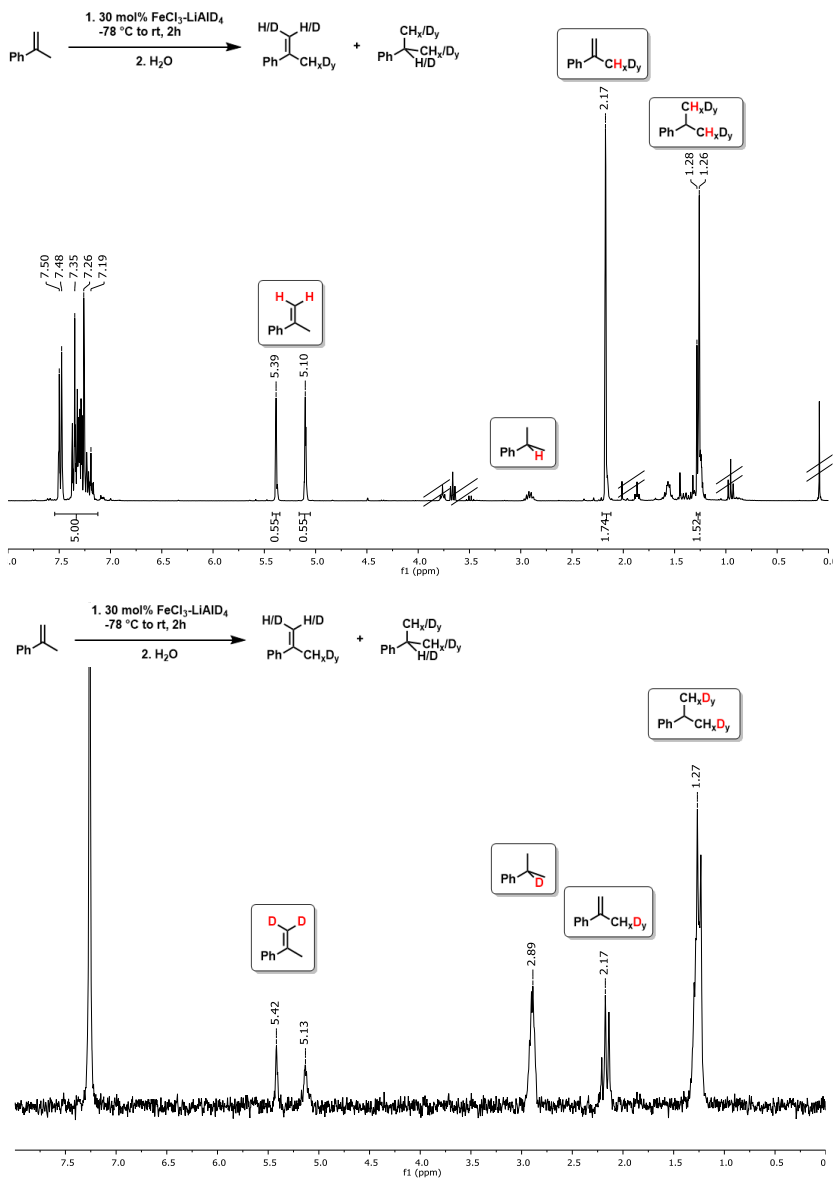 1. 30 mol% FeCl3-LiAlD4
-78 °C to rt, 2h
2. H2O
Ph
H/D H/D
Ph CHxDy
+
CHx/Dy
Ph CHx/Dy
H/D
Ph CHxDy
2.17
CHxDy
Ph CHxDy
1.28
1.26
7.50
7.48
7.35
7.26
7.19
H H
Ph
5.39
5.10
Ph
H
5.00
0.55
0.55
1.74
1.52
.0 7.5 7.0 6.5 6.0 5.5 5.0 4.5 4.0 3.5 3.0 2.5 2.0 1.5 1.0 0.5 0.0
f1 (ppm)
1. 30 mol% FeCl3-LiAlD4
-78 °C to rt, 2h
2. H2O
Ph
H/D H/D
Ph CHxDy
+
CHx/Dy
Ph CHx/Dy
H/D
CHxDy
Ph CHxDy
1.27
Ph
D
2.89
Ph CHxDy
2.17
D D
Ph
5.42
5.13
7.5 7.0 6.5 6.0 5.5 5.0 4.5 4.0 3.5 3.0 2.5 2.0 1.5 1.0 0.5 0
f1 (ppm)